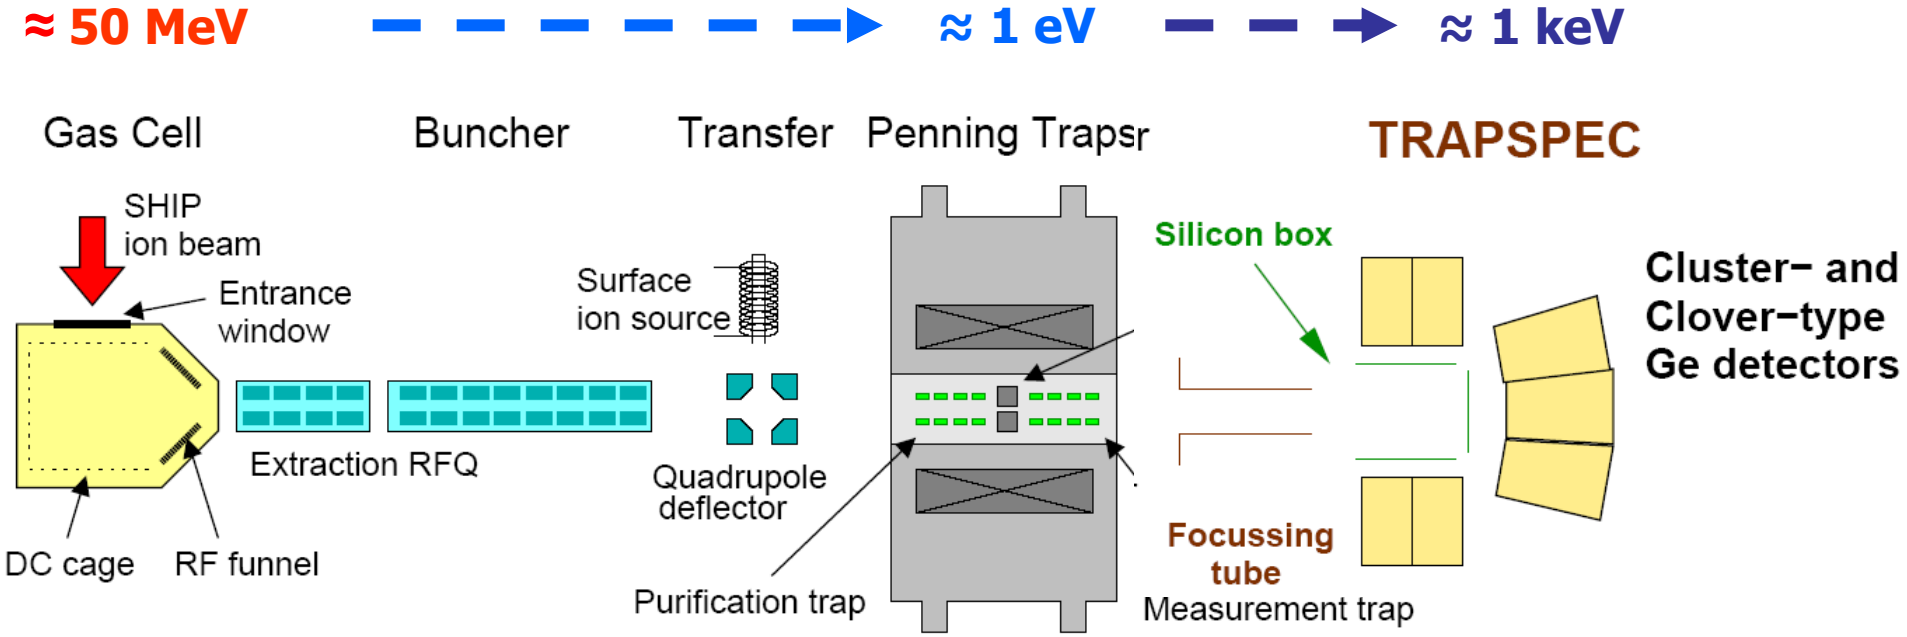 ≈ 50 MeV
≈ 1 eV
≈ 1 keV
Gas Cell
Buncher
Transfer
Penning Trapsr
TRAPSPEC
SHIP
ion beam
Entrance
window
Surface
ion source
Silicon box
Cluster− and
Clover−type
Ge detectors
Extraction RFQ
Quadrupole
deflector
DC cage
RF funnel
Purification trap
Focussing
tube
Measurement trap